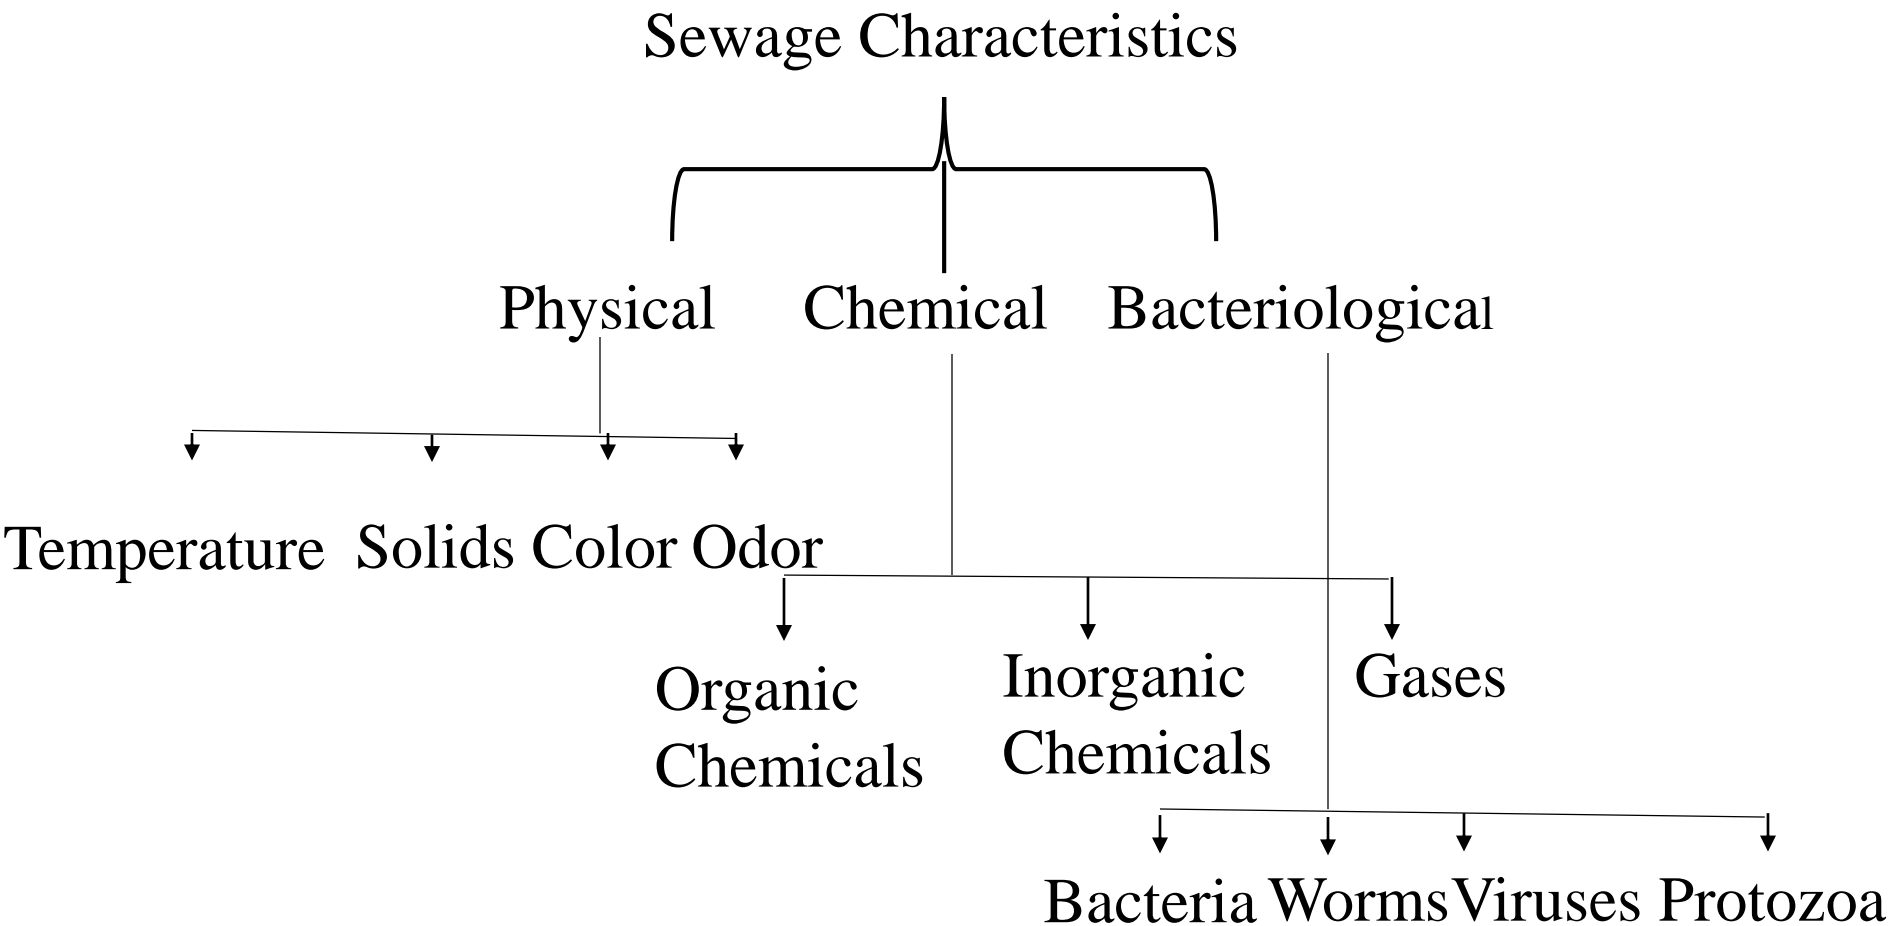 Sewage Characteristics
Physical Chemical Bacteriological
Temperature Solids Color Odor
Organic
Chemicals
Inorganic
Chemicals
Gases
Bacteria Worms Viruses Protozoa